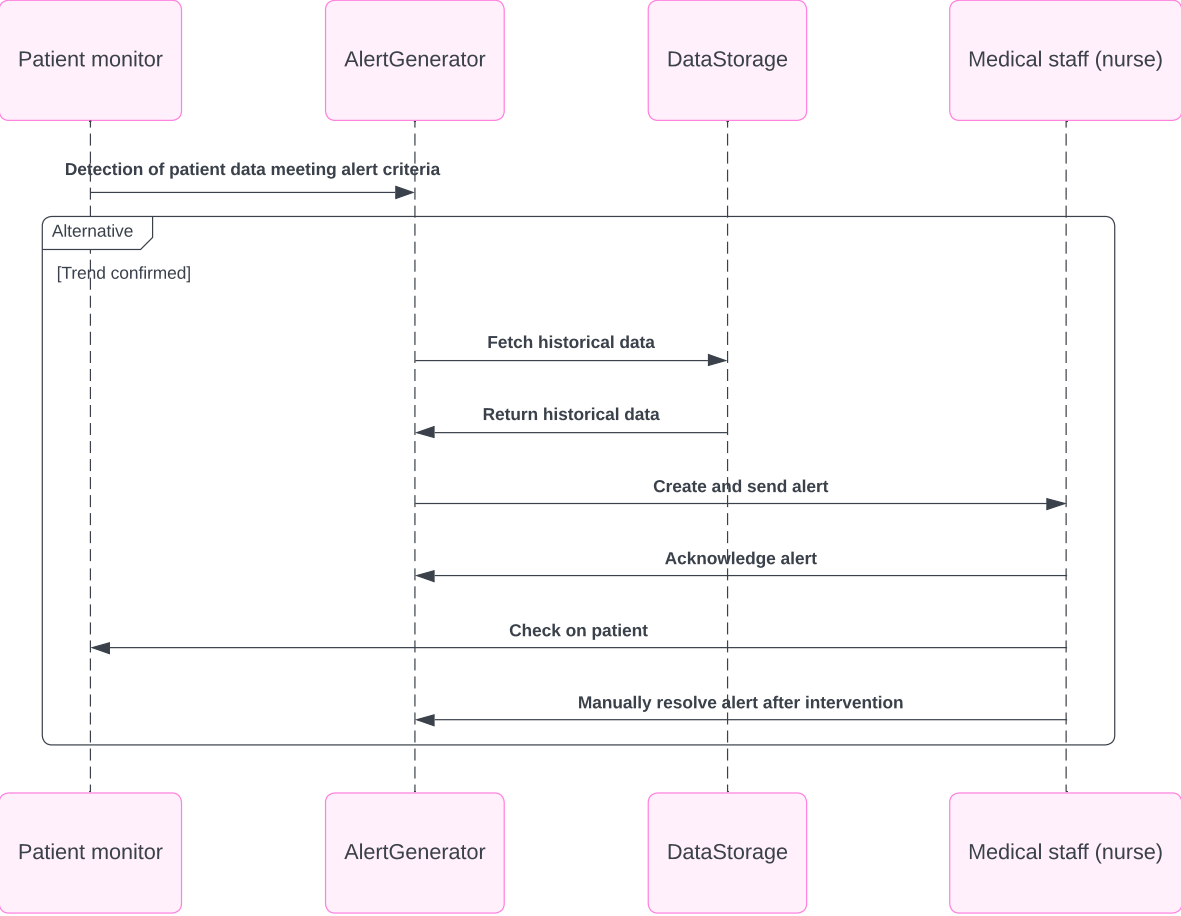 Patient monitor
AlertGenerator
DataStorage
Medical staff (nurse)
Detection of patient data meeting alert criteria
Alternative
[Trend confirmed]
Fetch historical data
Return historical data
Create and send alert
Acknowledge alert
Check on patient
Manually resolve alert after intervention
Patient monitor
AlertGenerator
DataStorage
Medical staff (nurse)